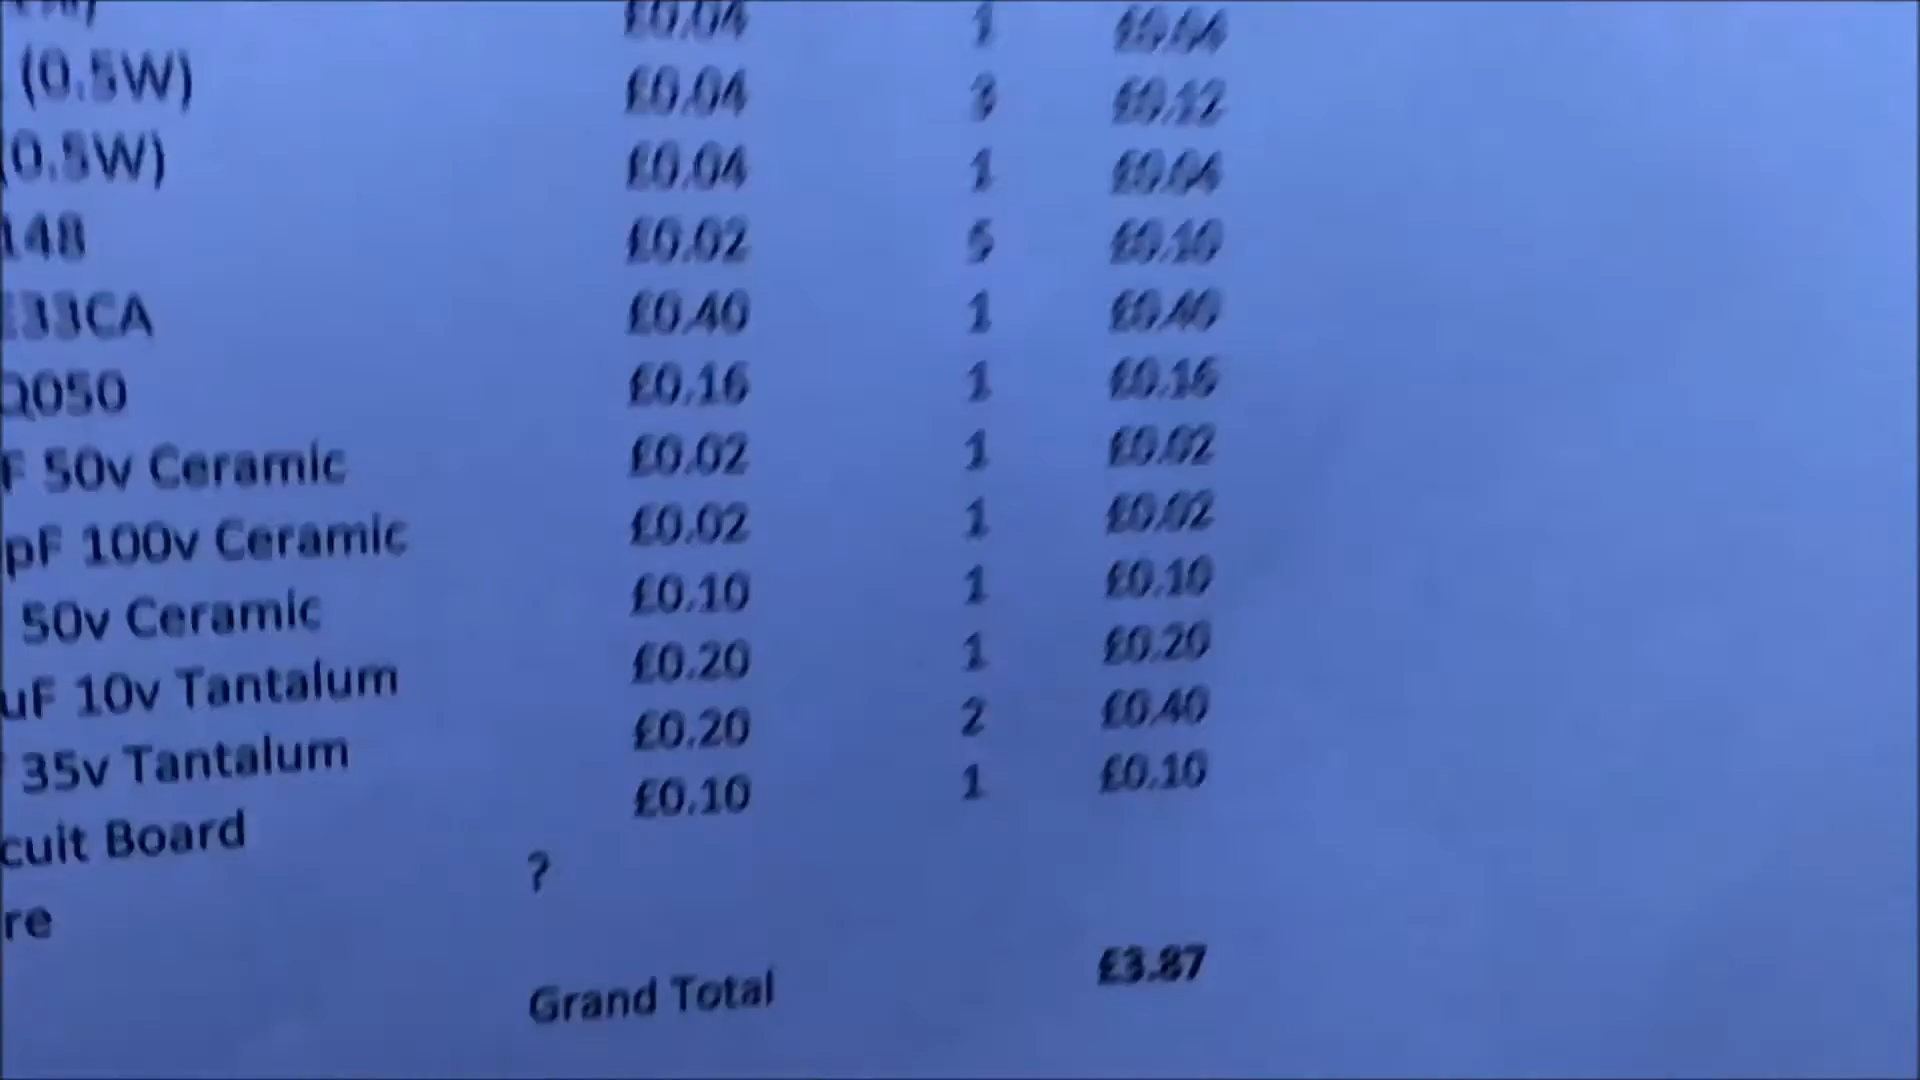 £0.04 1 £0.04
(0.5W) £0.04 3 £0.12
(0.5W) £0.04 1 £0.04
148 £0.02 5 £0.10
E33CA £0.40 1 £0.40
Q050 £0.16 1 £0.16
F 50v Ceramic £0.02 1 £0.02
pF 100v Ceramic £0.02 1 £0.02
50v Ceramic £0.10 1 £0.10
uF 10v Tantalum £0.20 1 £0.20
35v Tantalum £0.20 2 £0.40
cuit Board £0.10 1 £0.10
re ?
Grand Total £3.87